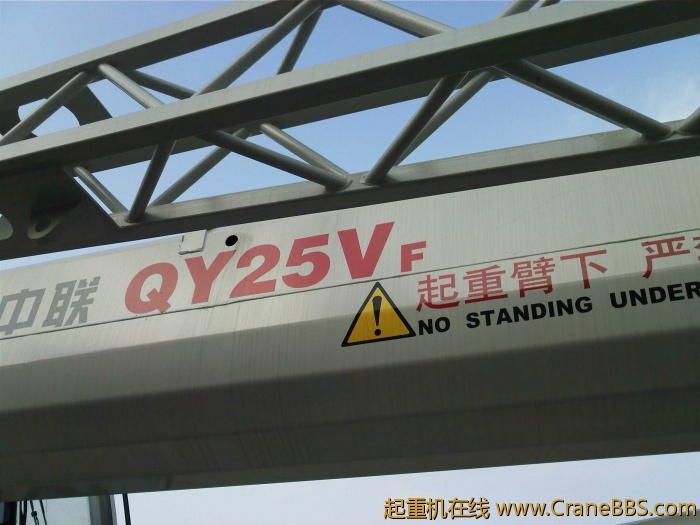 中联 QY25VF
起重臂下 严
NO STANDING UNDER
起重机在线 www.CraneBBS.com